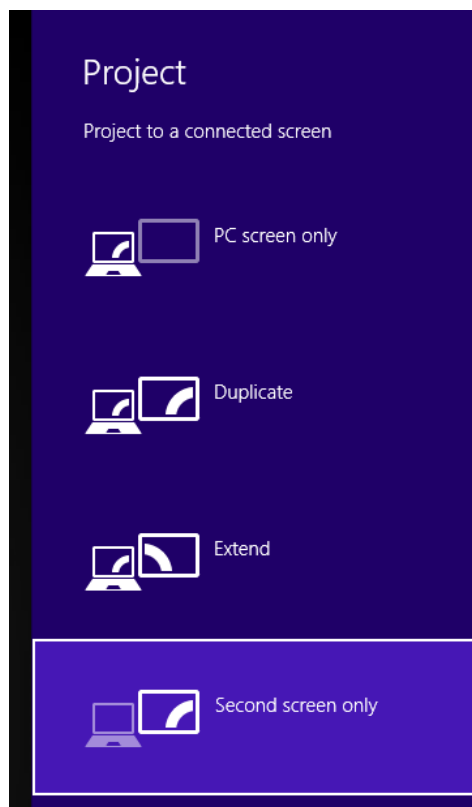 Project
Project to a connected screen
PC screen only
Duplicate
Extend
Second screen only